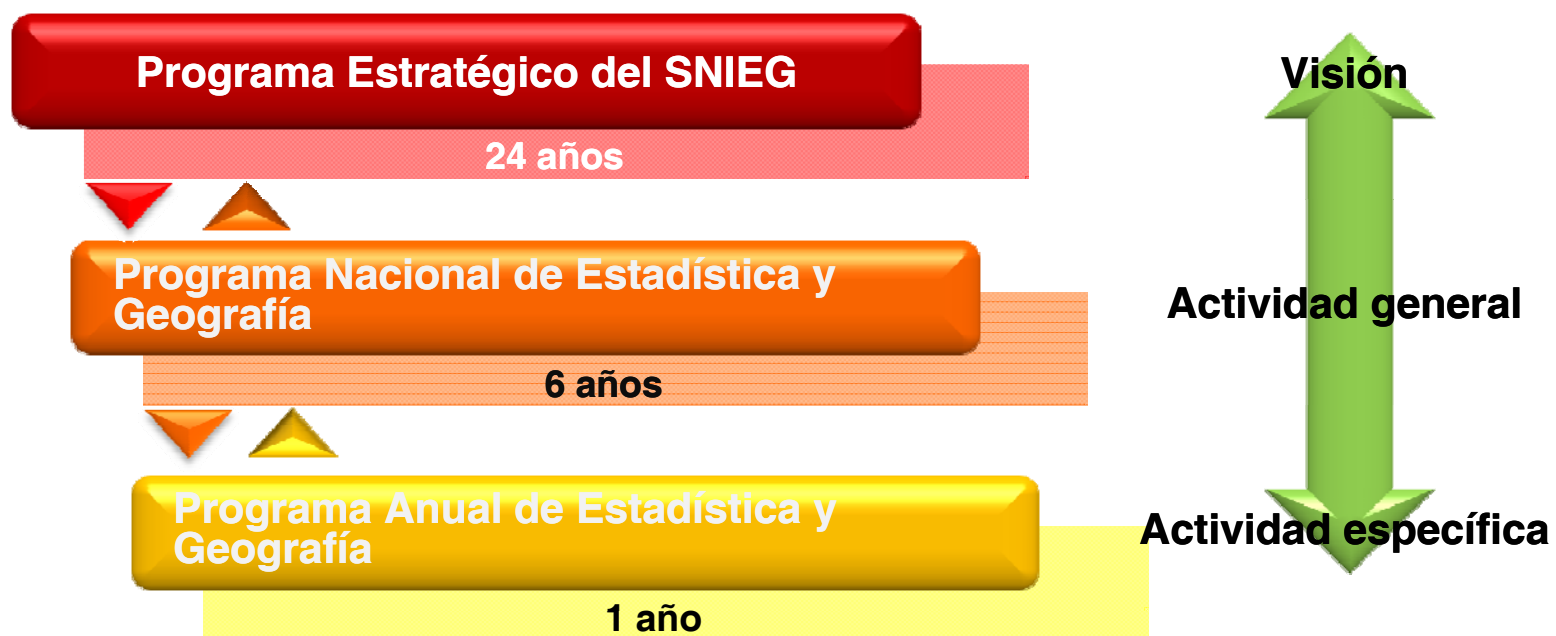 Programa Estratégico del SNIEG
24 años
Visión
Programa Nacional de Estadística y
Geografía
6 años
Actividad general
Programa Anual de Estadística y
Geografía
1 año
Actividad específica